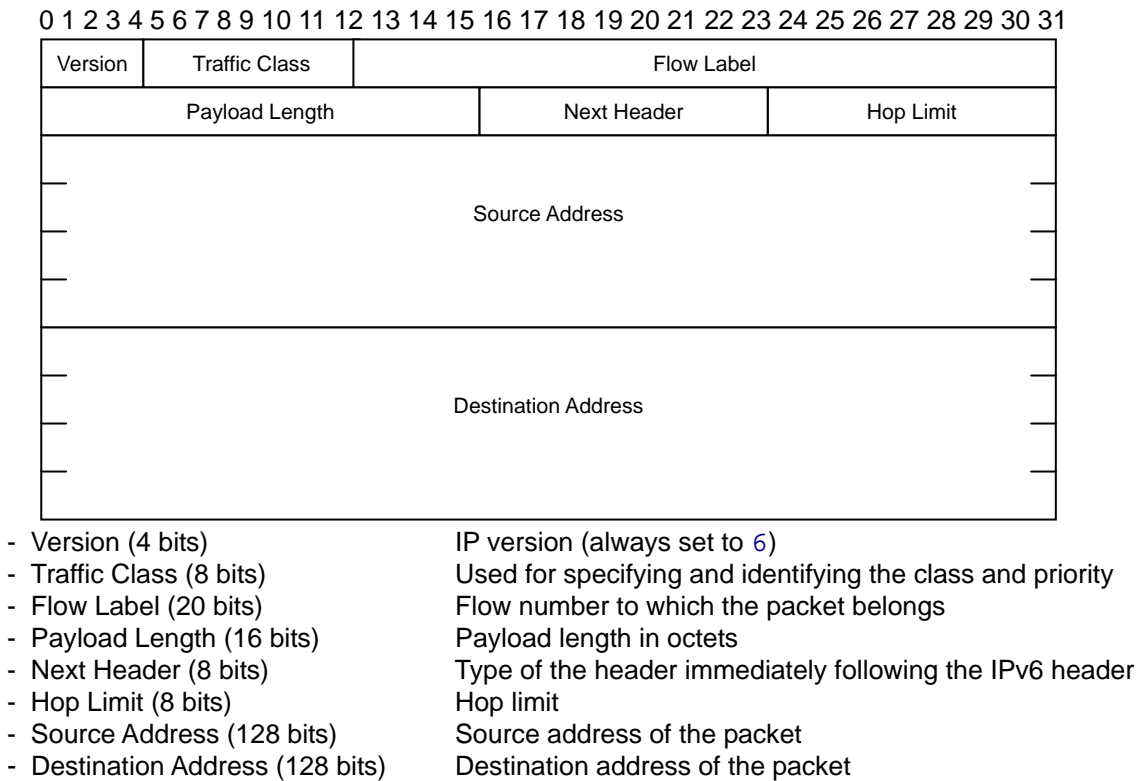 0 1 2 3 4 5 6 7 8 9 10 11 12 13 14 15 16 17 18 19 20 21 22 23 24 25 26 27 28 29 30 31
Version Traffic Class Flow Label
Payload Length Next Header Hop Limit
Source Address
Destination Address
- Version (4 bits) IP version (always set to 6)
- Traffic Class (8 bits) Used for specifying and identifying the class and priority
- Flow Label (20 bits) Flow number to which the packet belongs
- Payload Length (16 bits) Payload length in octets
- Next Header (8 bits) Type of the header immediately following the IPv6 header
- Hop Limit (8 bits) Hop limit
- Source Address (128 bits) Source address of the packet
- Destination Address (128 bits) Destination address of the packet